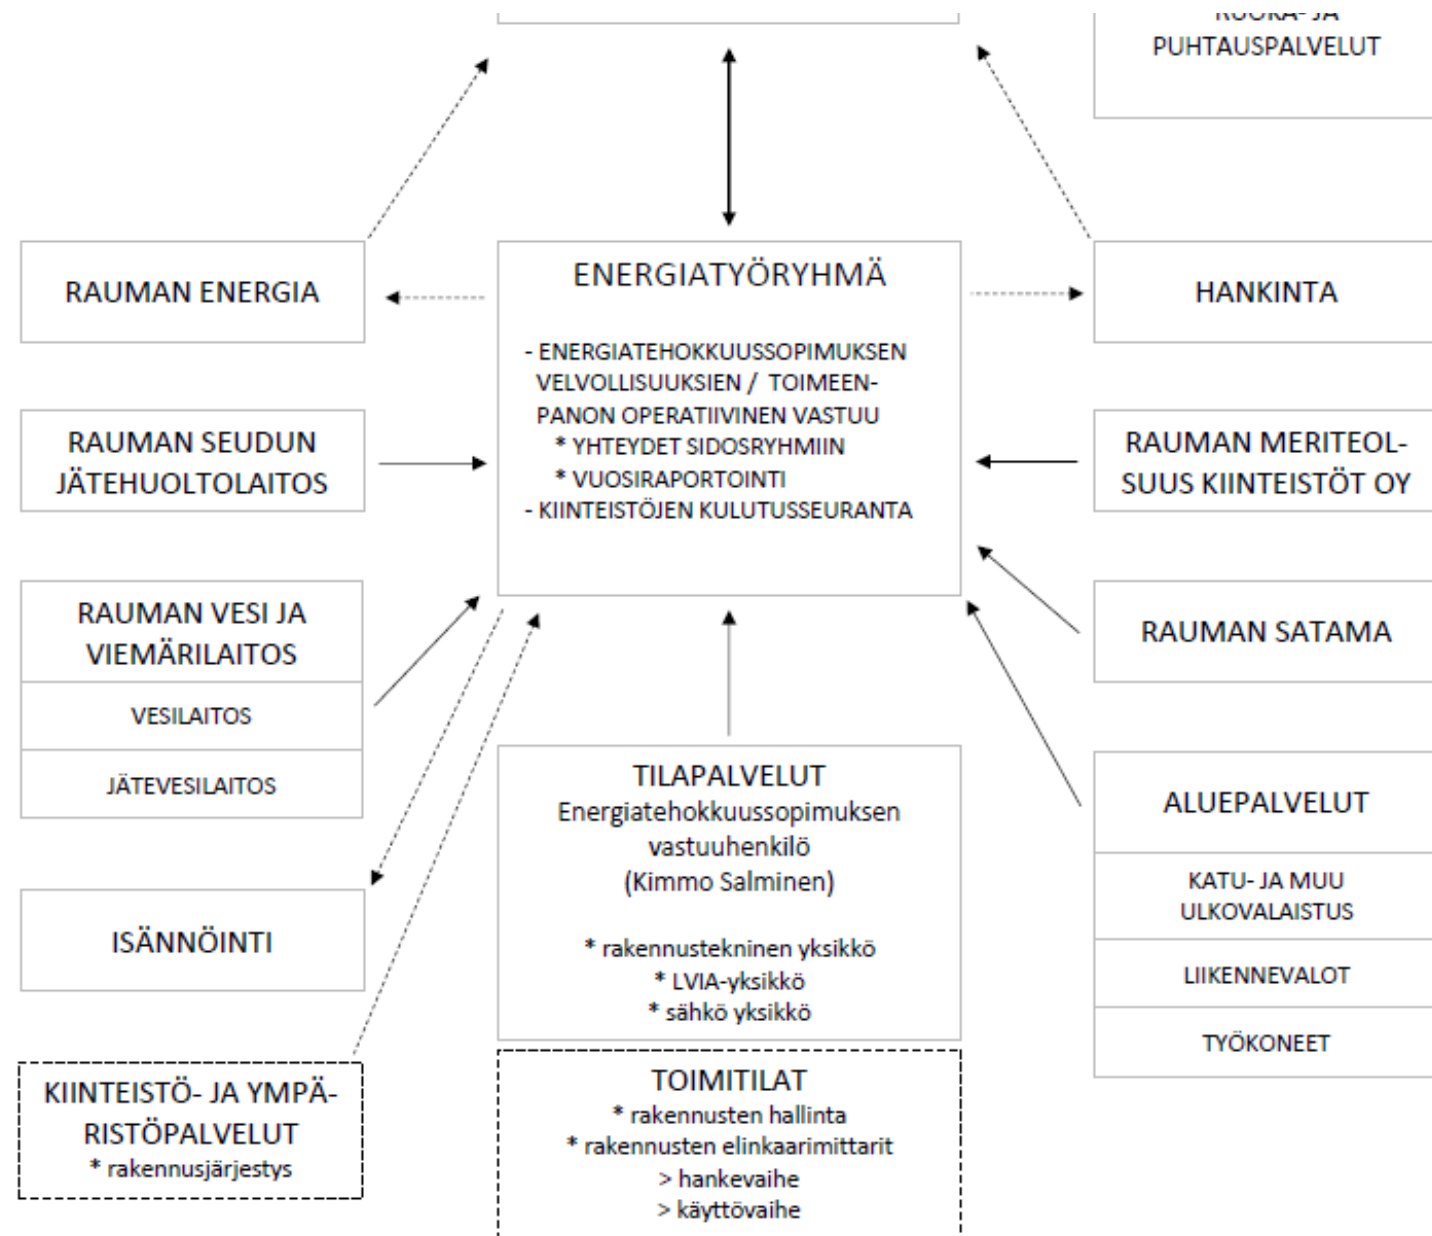 RUOKA- JA
PUHTAUSPALVELUT
RAUMAN ENERGIA
ENERGIATYÖRYHMÄ
- ENERGIATEHOKKUUSSOPIMUKSEN
VELVOLLISUUKSIEN / TOIMEEN-
PANON OPERATIIVINEN VASTUU
* YHTEYDET SIDOSRYHMIIN
* VUOSIRAPORTOINTI
- KIINTEISTÖJEN KULUTUSSEURANTA
HANKINTA
RAUMAN SEUDUN
JÄTEHUOLTOLAITOS
RAUMAN MERITEOL-
SUUS KIINTEISTÖT OY
RAUMAN VESI JA
VIEMÄRILAITOS
VESILAITOS
JÄTEVESILAITOS
RAUMAN SATAMA
TILAPALVELUT
Energiatehokkuussopimuksen
vastuuhenkilö
(Kimmo Salminen)
* rakennustekninen yksikkö
* LVIA-yksikkö
* sähkö yksikkö
ALUEPALVELUT
KATU- JA MUU
ULKOVALAISTUS
LIIKENNEVALOT
TYÖKONEET
ISÄNNÖINTI
KIINTEISTÖ- JA YMPÄ-
RISTÖPALVELUT
* rakennusjärjestys
TOIMITILAT
* rakennusten hallinta
* rakennusten elinkaarimittarit
> hankevaihe
> käyttövaihe